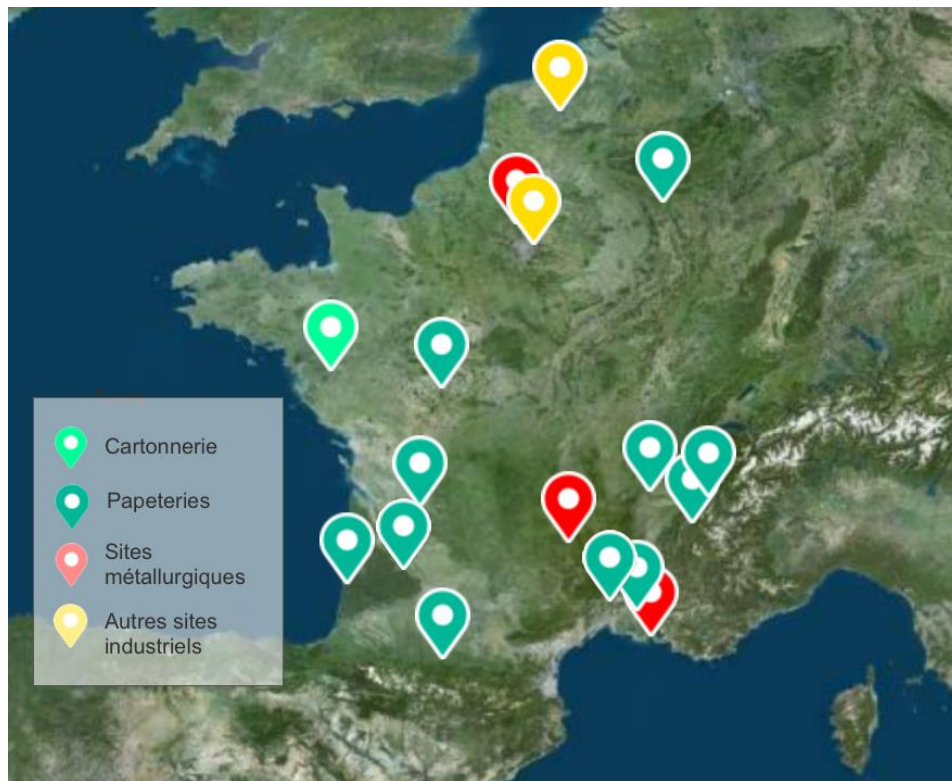 Cartonnerie
Papeteries
Sites
métallurgiques
Autres sites
industriels